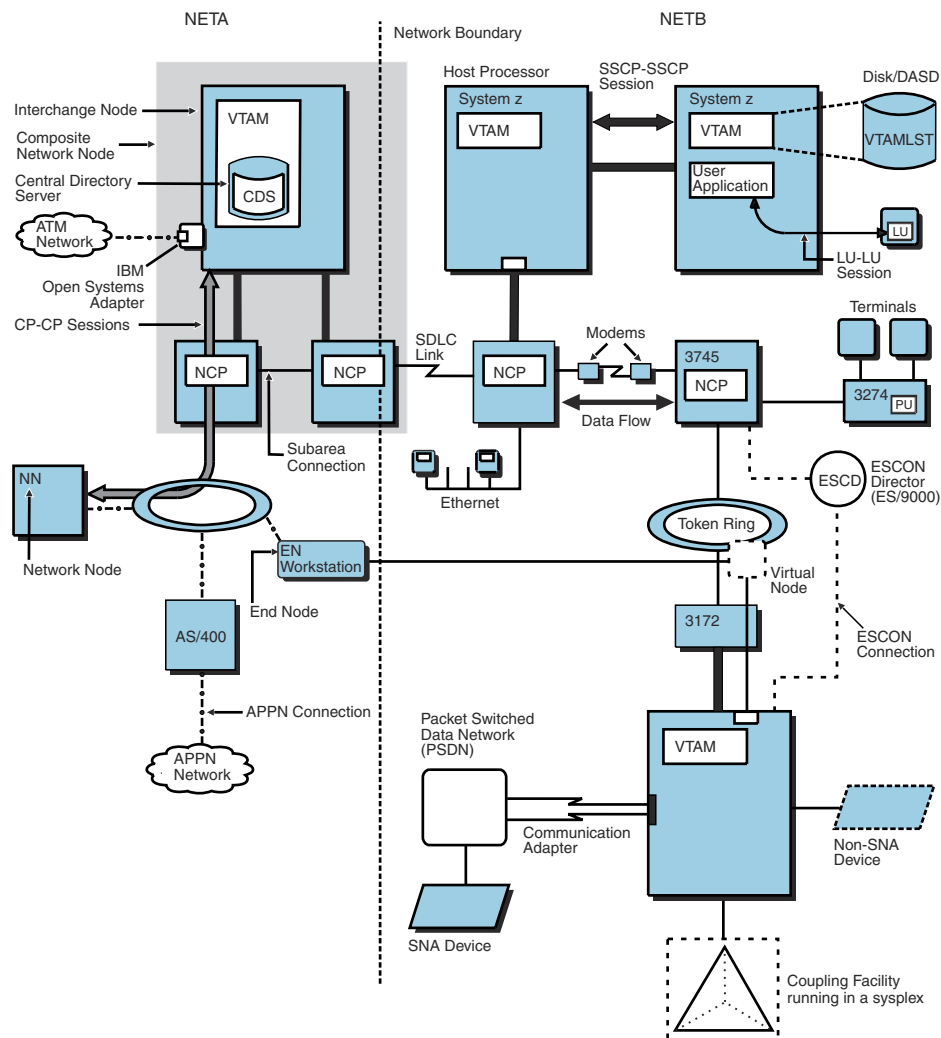 NETA
NETB
Network Boundary
Host Processor
SSCP-SSCP
Session
Disk/DASD
Interchange Node
Composite
Network Node
Central Directory
Server
VTAM
CDS
System z
VTAM
System z
VTAM
User
Application
VTAMLST
LU
LU-LU
Session
ATM
Network
IBM
Open Systems
Adapter
CP-CP Sessions
NCP
NCP
Subarea
Connection
SDLC
Link
NCP
Modems
Data Flow
3745
NCP
Terminals
3274
PU
Ethernet
ESCD
ESCON
Director
(ES/9000)
NN
Network Node
EN
Workstation
End Node
Token Ring
Virtual
Node
AS/400
3172
ESCON
Connection
APPN Connection
APPN
Network
Packet Switched
Data Network
(PSDN)
VTAM
Communication
Adapter
SNA Device
Non-SNA
Device
Coupling Facility
running in a sysplex